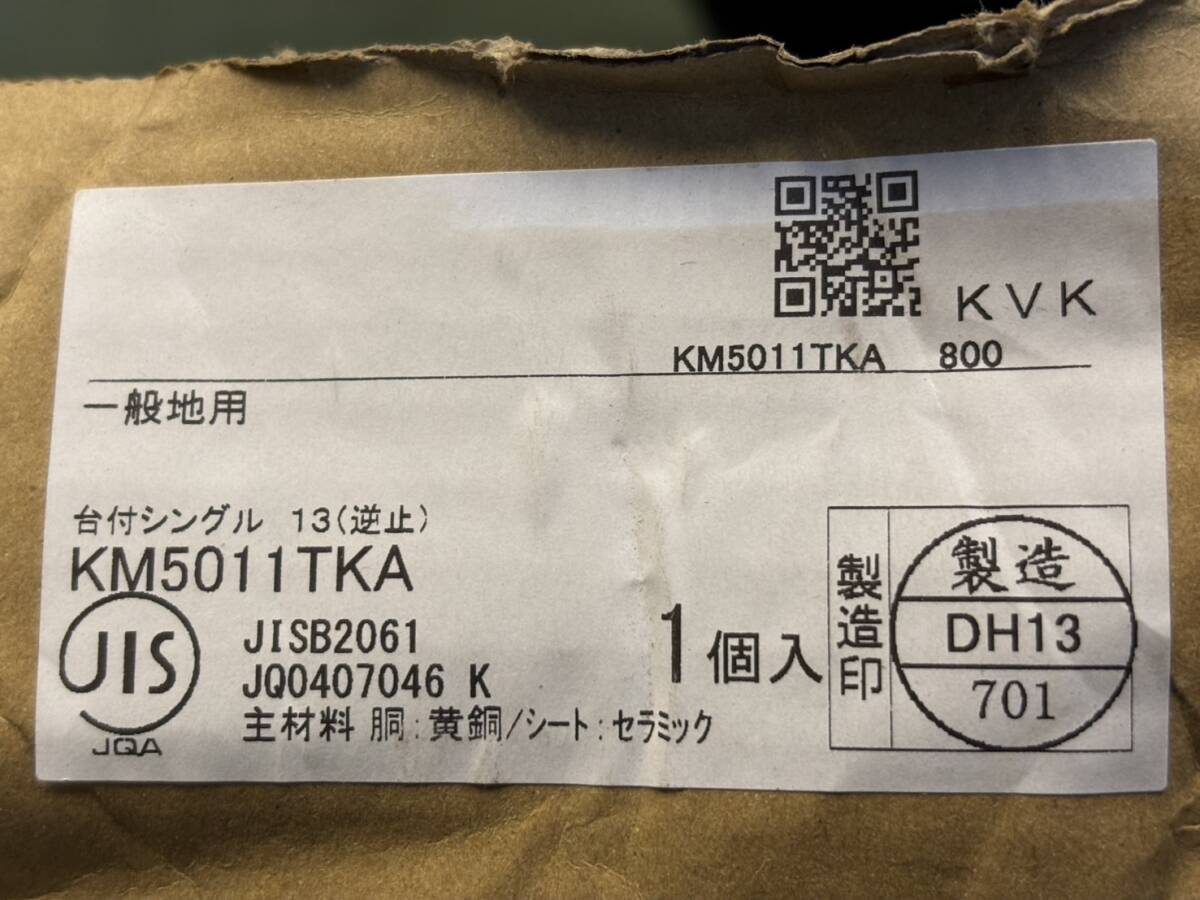 KVK
KM5011TKA 800
一般地用
台付シングル 13(逆止)
KM5011TKA
JIS
JQA
JISB2061
JQ0407046 K
主材料 胴:黄銅/シート:セラミック
1個入
製造印
製造
DH13
701